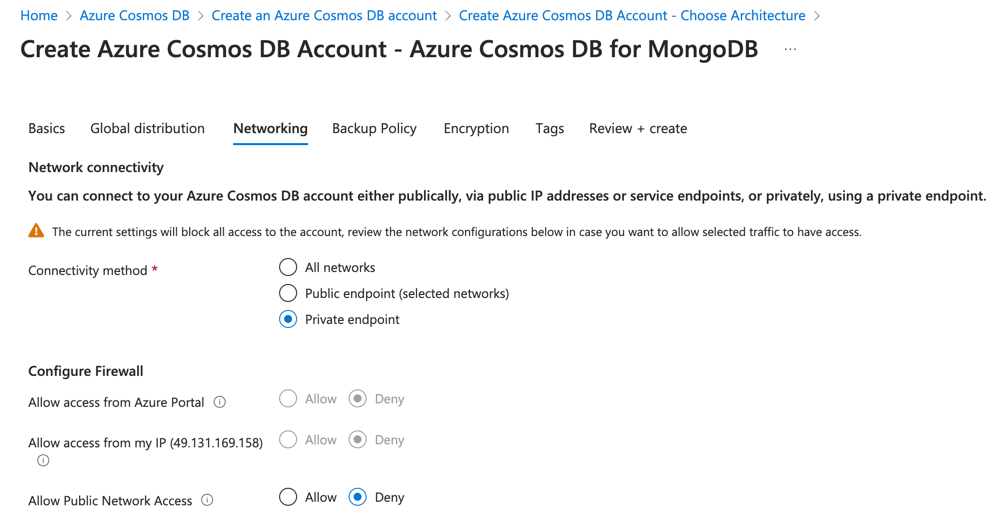 Home > Azure Cosmos DB > Create an Azure Cosmos DB account > Create Azure Cosmos DB Account - Choose Architecture >
Create Azure Cosmos DB Account - Azure Cosmos DB for MongoDB ...
Basics Global distribution Networking Backup Policy Encryption Tags Review + create
Network connectivity
You can connect to your Azure Cosmos DB account either publically, via public IP addresses or service endpoints, or privately, using a private endpoint.
The current settings will block all access to the account, review the network configurations below in case you want to allow selected traffic to have access.
Connectivity method *
All networks
Public endpoint (selected networks)
Private endpoint
Configure Firewall
Allow access from Azure Portal Allow Deny
Allow access from my IP (49.131.169.158) Allow Deny
Allow Public Network Access Allow Deny